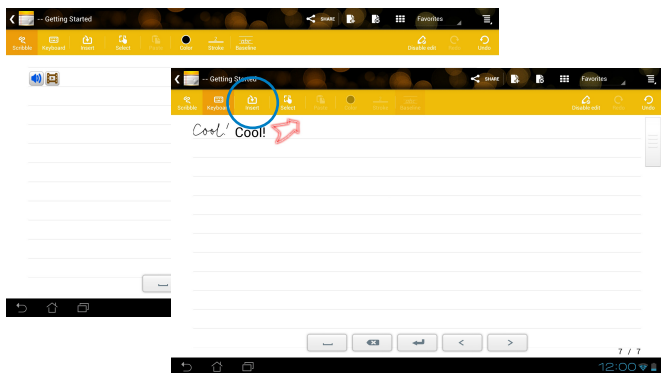 -- Getting Started SHARE Favorites
Scribble Keyboard Insert Select Paste Color Stroke Baseline Disable edit Redo Undo
-- Getting Started SHARE Favorites
Scribble Keyboard Insert Select Paste Color Stroke Baseline Disable edit Redo Undo
Cool! Cool!
7 / 7
12:00